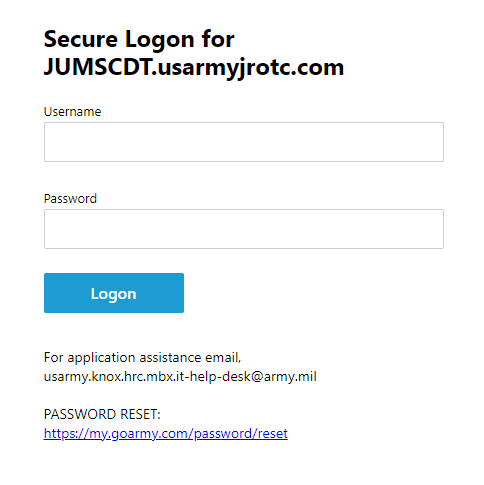 Secure Logon for
JUMSCDT.usarmyjrotc.com
Username
Password
Logon
For application assistance email,
usarmy.knox.hrc.mbx.it-help-desk@army.mil
PASSWORD RESET:
https://my.goarmy.com/password/reset